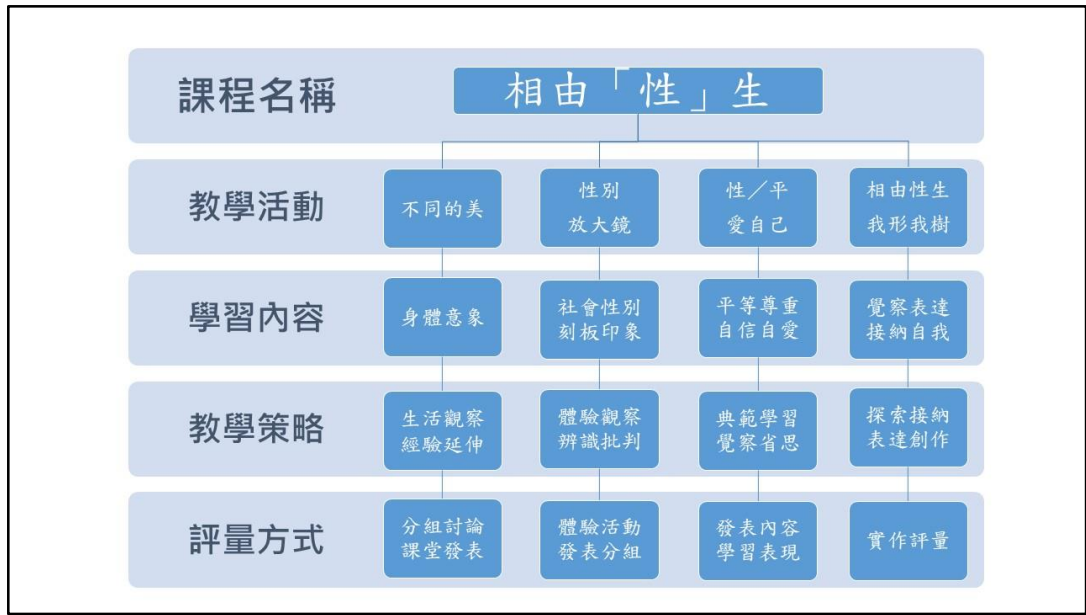 課程名稱
相由「性」生
教學活動
不同的美
性別
放大鏡
性／平
愛自己
相由性生
我形我樹
學習內容
身體意象
社會性別
刻板印象
平等尊重
自信自愛
覺察表達
接納自我
教學策略
生活觀察
經驗延伸
體驗觀察
辨識批判
典範學習
覺察省思
探索接納
表達創作
評量方式
分組討論
課堂發表
體驗活動
發表分組
發表內容
學習表現
實作評量